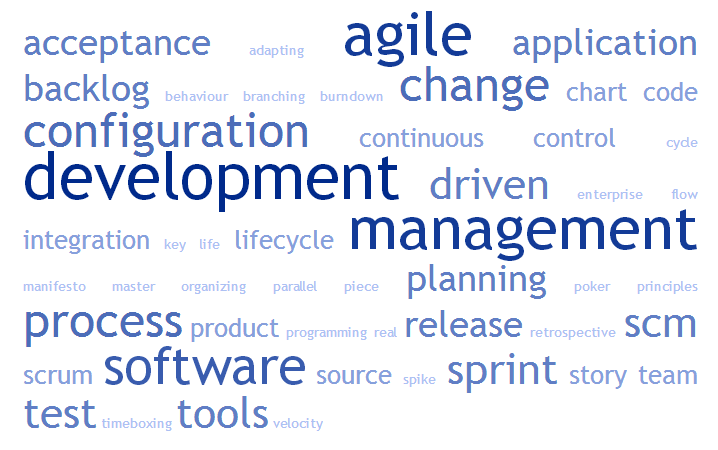 acceptance adapting agile application
backlog behaviour branching burndown change chart code
configuration continuous control cycle
development driven enterprise flow
integration key life lifecycle management
manifesto master organizing parallel piece planning poker principles
process product programming real release retrospective scm
scrum software source spike sprint story team
test timeboxing tools velocity